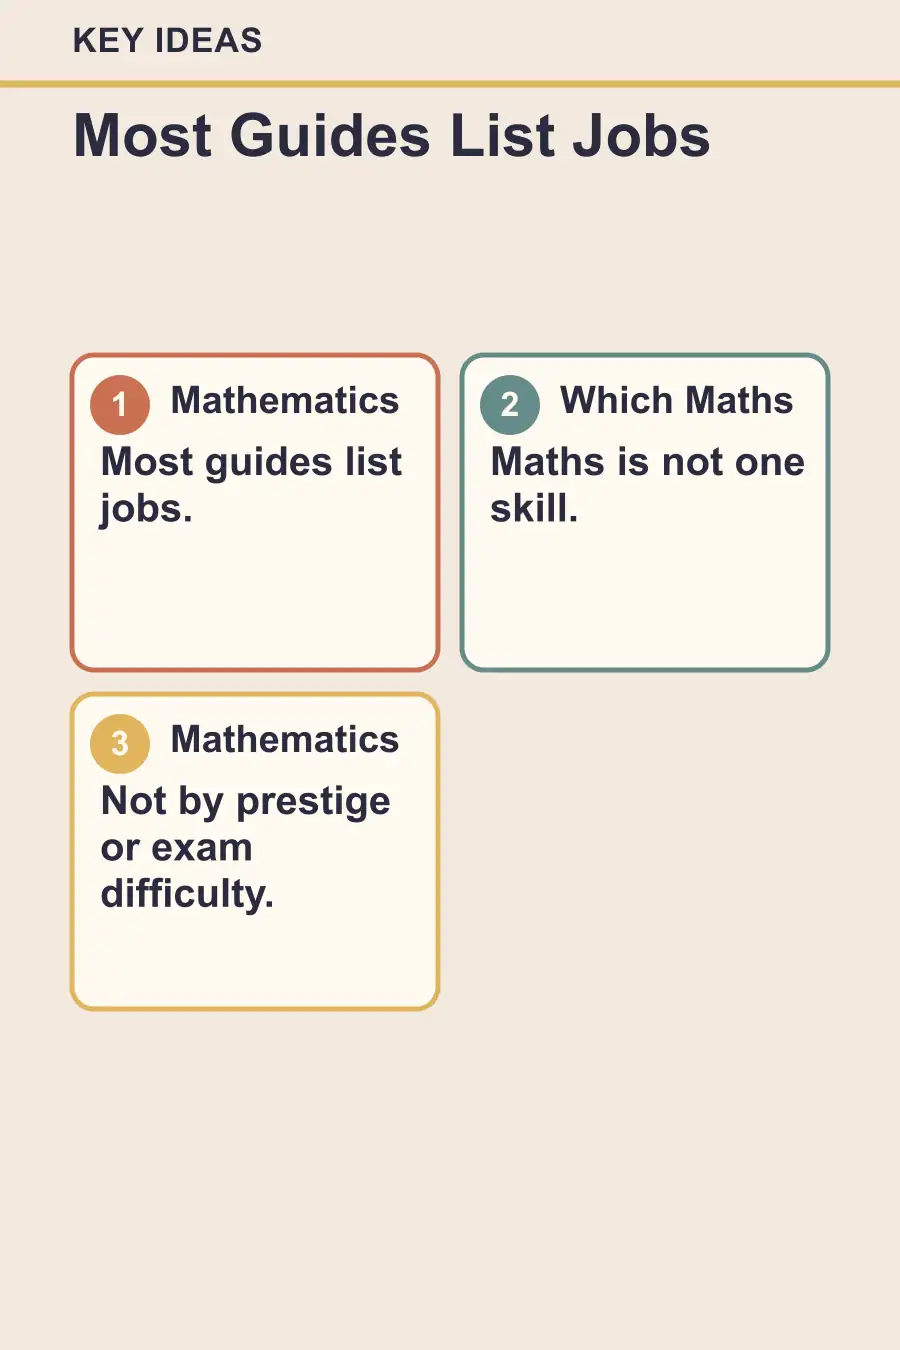 KEY IDEAS
Most Guides List Jobs
1 Mathematics
Most guides list
jobs.
2 Which Maths
Maths is not one
skill.
3 Mathematics
Not by prestige
or exam
difficulty.